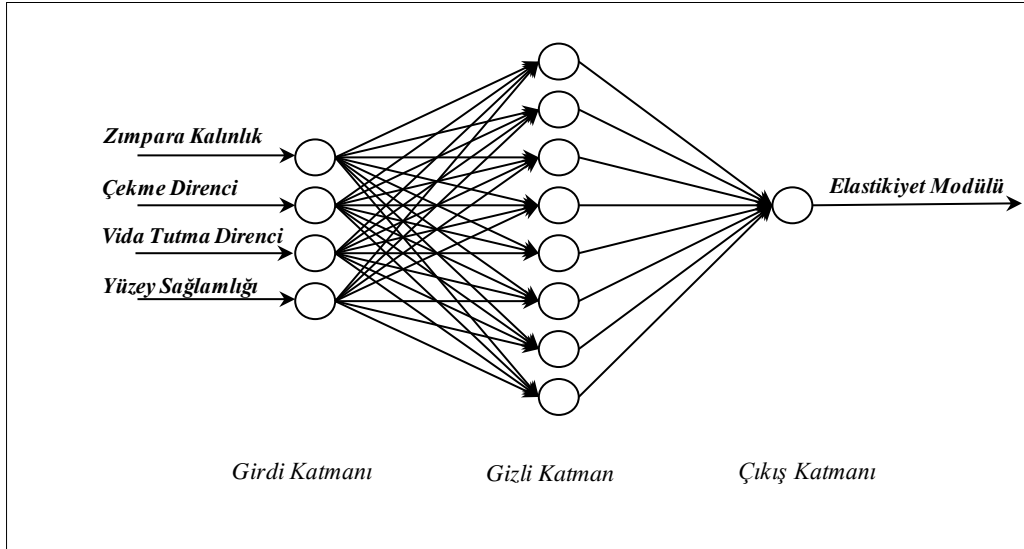 Zımpara Kalınlık
Çekme Direnci
Vida Tutma Direnci
Yüzey Sağlamlığı
Elastikiyet Modülü
Girdi Katmanı
Gizli Katman
Çıkış Katmanı